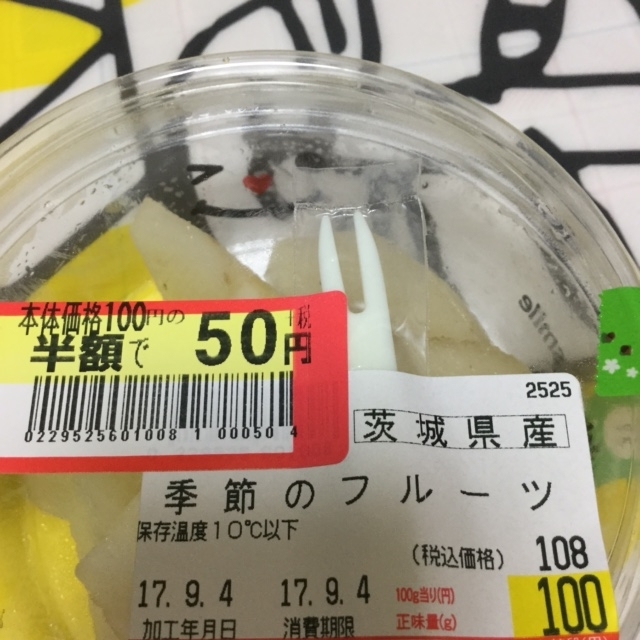 本体価格100円の
半額で 50円
+税
0229525601008 1 00050 4
2525
茨城県産
季節のフルーツ
保存温度10℃以下
(税込価格) 108
17.9.4 17.9.4 100g当り(円) 100
加工年月日 消費期限 正味量(g)